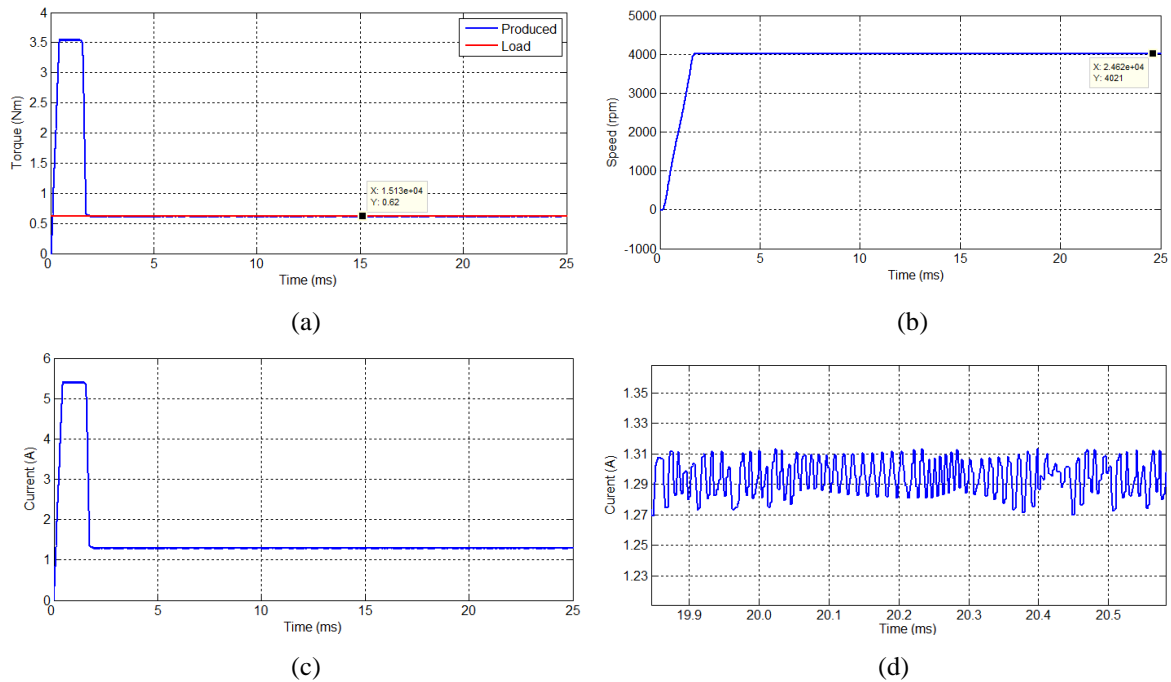 4
3.5
3
2.5
2
1.5
1
0.5
0
Torque (Nm)
Produced
Load
X: 1.513e+04
Y: 0.62
0 5 10 15 20 25
Time (ms)
(a)
5000
4000
3000
2000
1000
0
-1000
Speed (rpm)
X: 2.462e+04
Y: 4021
0 5 10 15 20 25
Time (ms)
(b)
6
5
4
3
2
1
0
Current (A)
0 5 10 15 20 25
Time (ms)
(c)
1.35
1.33
1.31
1.29
1.27
1.25
1.23
Curent (A)
19.9 20.0 20.1 20.2 20.3 20.4 20.5
Time (ms)
(d)